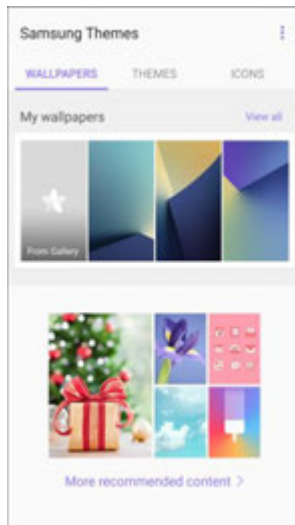 Samsung Themes
WALLPAPERS THEMES ICONS
My wallpapers View all
From Gallery
More recommended content >